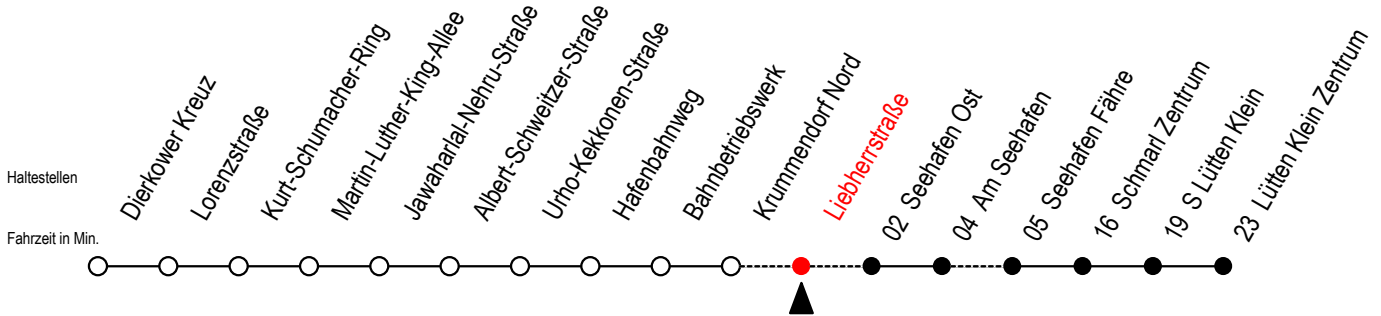 Haltestellen
Fahrzeit in Min.
Dierkower Kreuz
Lorenzstraße
Kurt-Schumacher-Ring
Martin-Luther-King-Allee
Jawaharlal-Nehru-Straße
Albert-Schweitzer-Straße
Urho-Kekkonen-Straße
Hafenbahnweg
Bahnbetriebswerk
Krummendorf Nord
Liebherrstraße
02 Seehafen Ost
04 Am Seehafen
05 Seehafen Fähre
16 Schmarl Zentrum
19 S Lütten Klein
23 Lütten Klein Zentrum